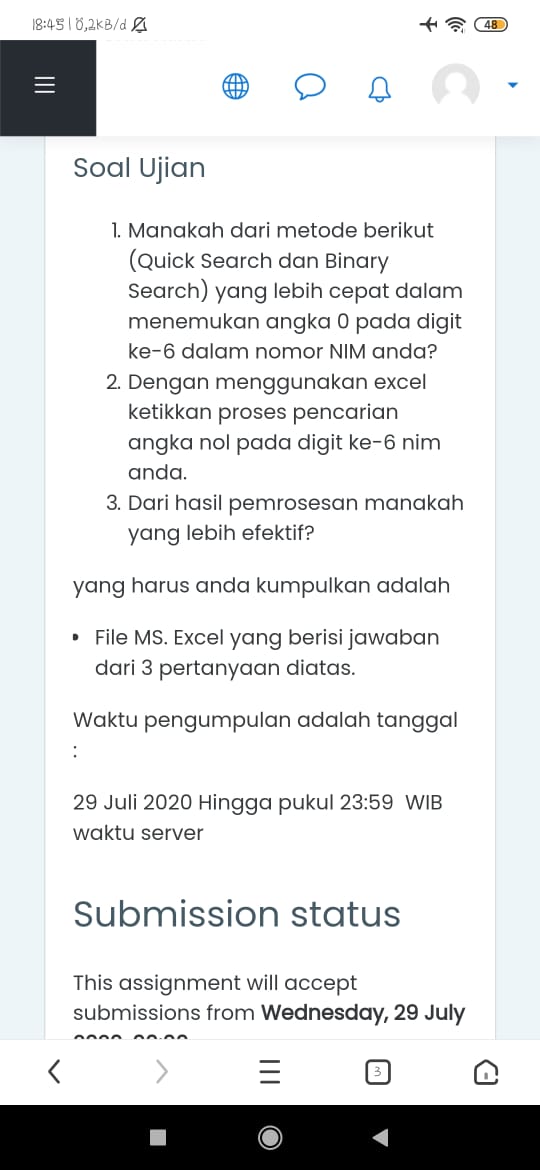 18:45 | 0,2KB/d
48
Soal Ujian
1. Manakah dari metode berikut
(Quick Search dan Binary
Search) yang lebih cepat dalam
menemukan angka 0 pada digit
ke-6 dalam nomor NIM anda?
2. Dengan menggunakan excel
ketikkan proses pencarian
angka nol pada digit ke-6 nim
anda.
3. Dari hasil pemrosesan manakah
yang lebih efektif?
yang harus anda kumpulkan adalah
• File MS. Excel yang berisi jawaban
dari 3 pertanyaan diatas.
Waktu pengumpulan adalah tanggal
:
29 Juli 2020 Hingga pukul 23:59 WIB
waktu server
Submission status
This assignment will accept
submissions from Wednesday, 29 July
3